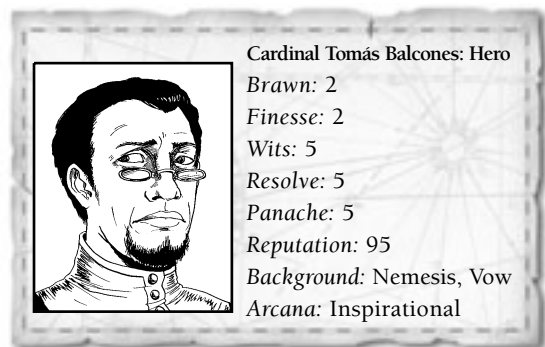 Cardinal Tomás Balcones: Hero
Brawn: 2
Finesse: 2
Wits: 5
Resolve: 5
Panache: 5
Reputation: 95
Background: Nemesis, Vow
Arcana: Inspirational